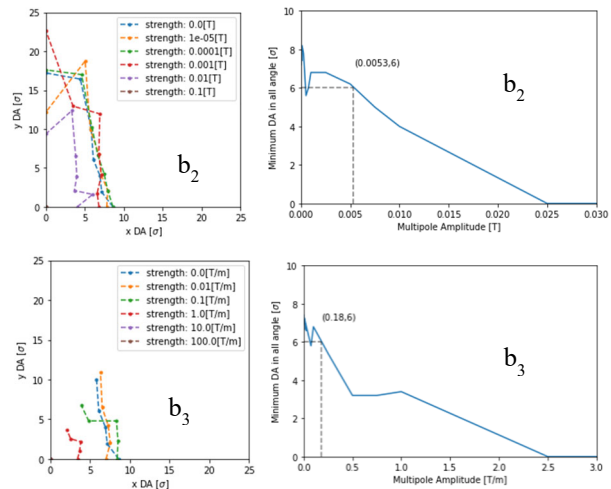 25
20
15
10
5
0
y DA [σ]
0
5
10
15
20
25
x DA [σ]
strength: 0.0[T]
strength: 1e-05[T]
strength: 0.0001[T]
strength: 0.001[T]
strength: 0.01[T]
strength: 0.1[T]
b2
10
8
6
4
2
0
Minimum DA in all angle [σ]
(0.0053,6)
b2
0.000
0.005
0.010
0.015
0.020
0.025
0.030
Multipole Amplitude [T]
25
20
15
10
5
0
y DA [σ]
0
5
10
15
20
25
x DA [σ]
strength: 0.0[T/m]
strength: 0.01[T/m]
strength: 0.1[T/m]
strength: 1.0[T/m]
strength: 10.0[T/m]
strength: 100.0[T/m]
b3
10
8
6
4
2
0
Minimum DA in all angle [σ]
(0.18,6)
b3
0.0
0.5
1.0
1.5
2.0
2.5
3.0
Multipole Amplitude [T/m]